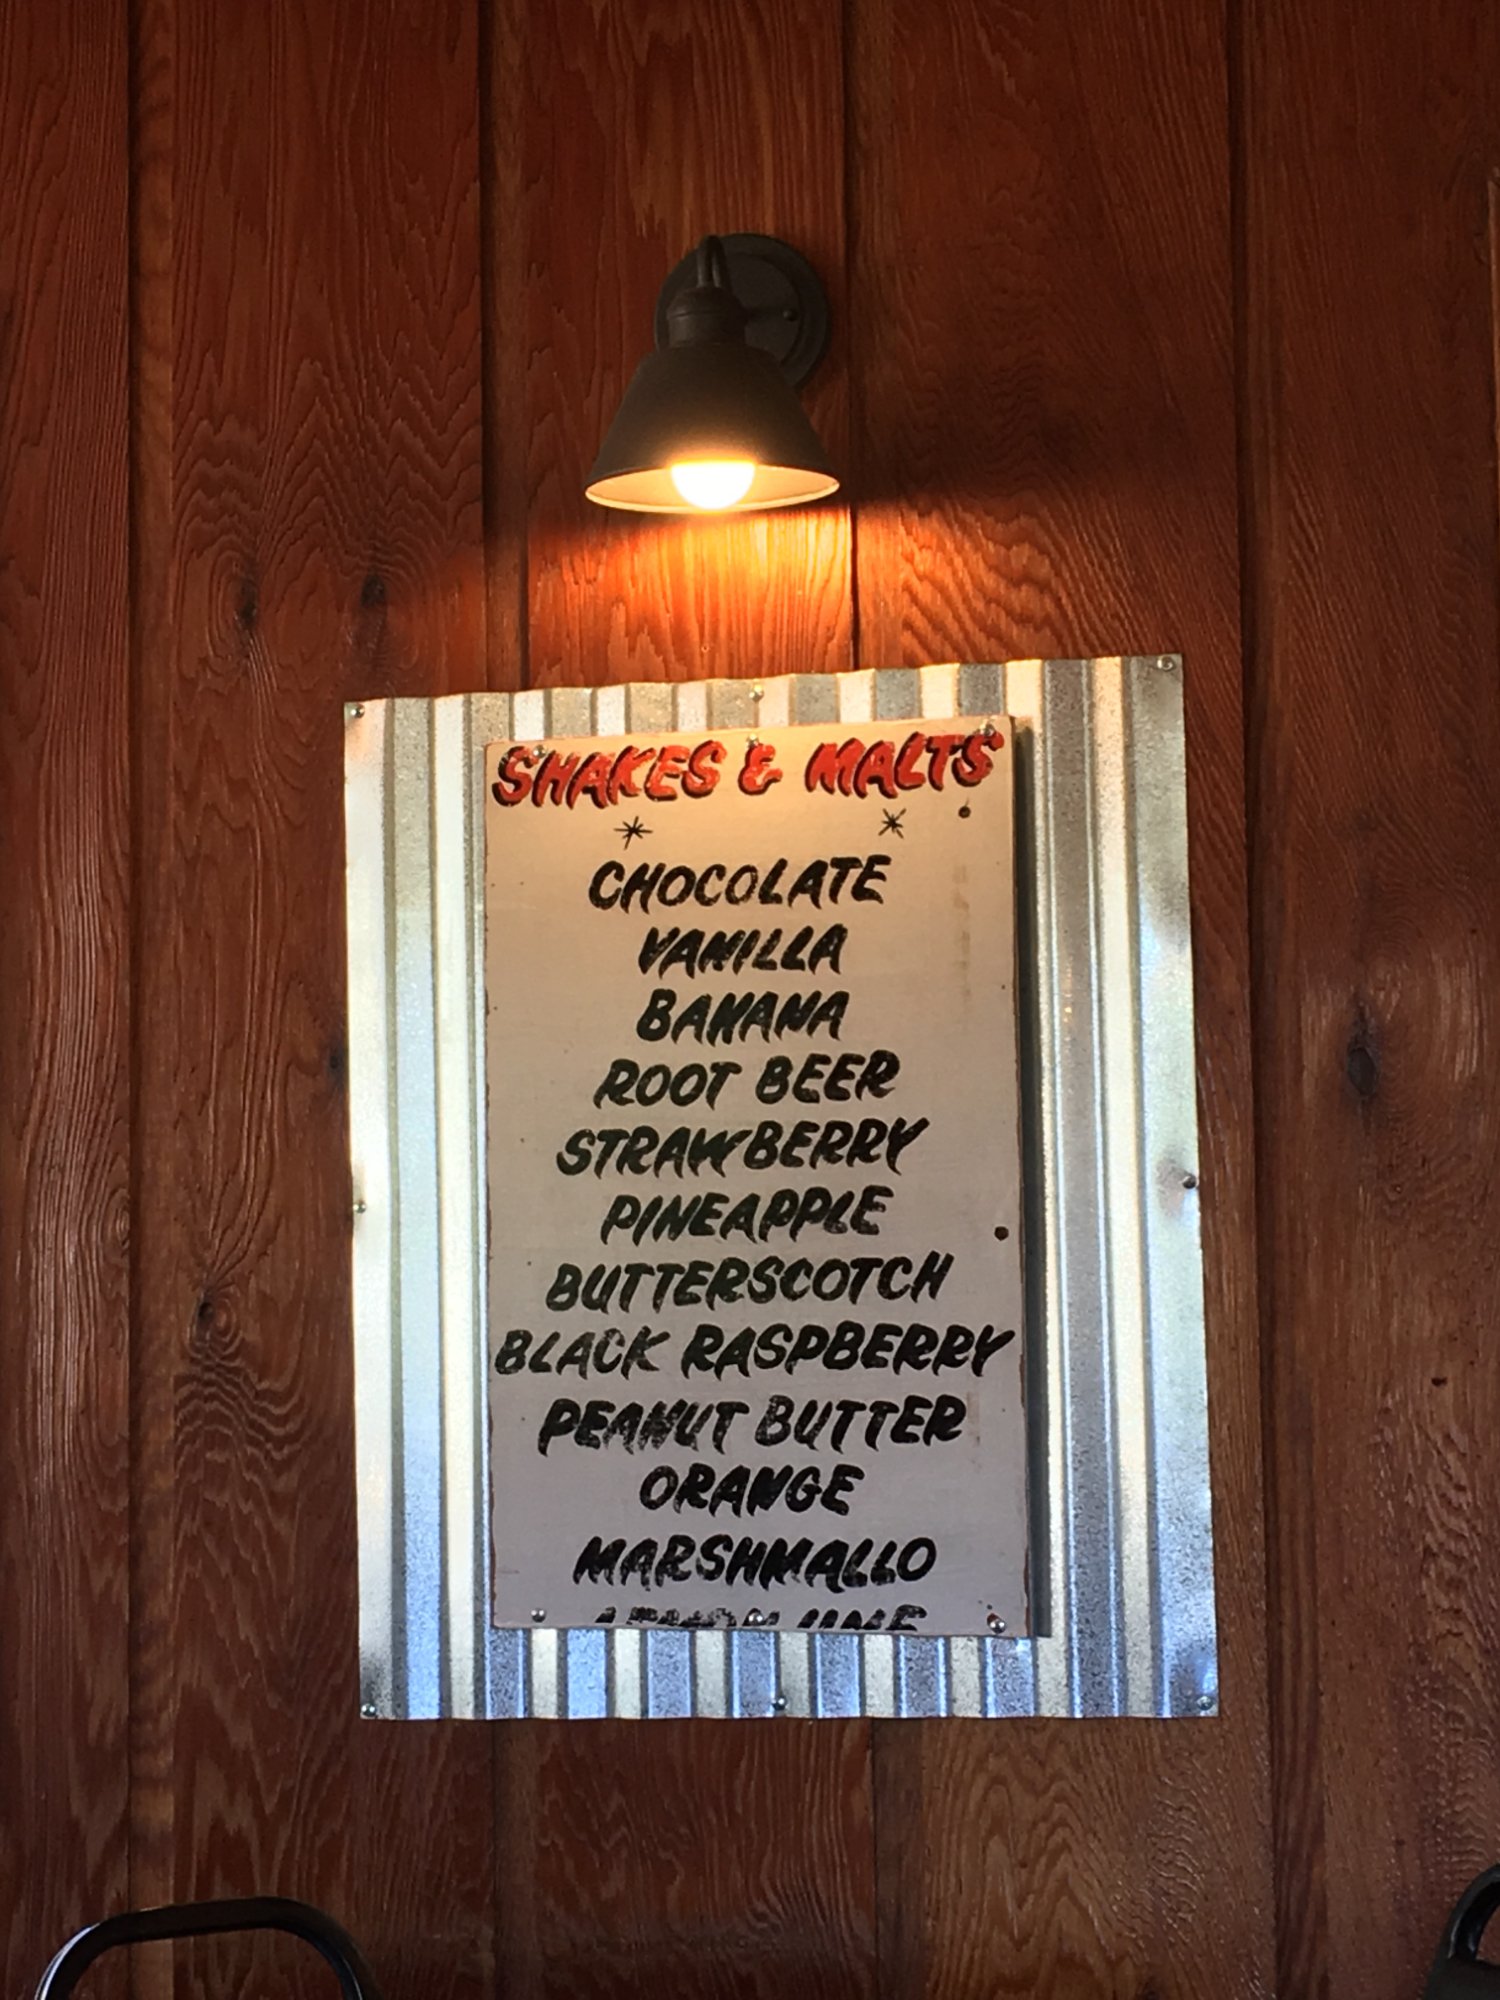 SHAKES & MALTS
CHOCOLATE
VANILLA
BANANA
ROOT BEER
STRAWBERRY
PINEAPPLE
BUTTERSCOTCH
BLACK RASPBERRY
PEANUT BUTTER
ORANGE
MARSHMALLO